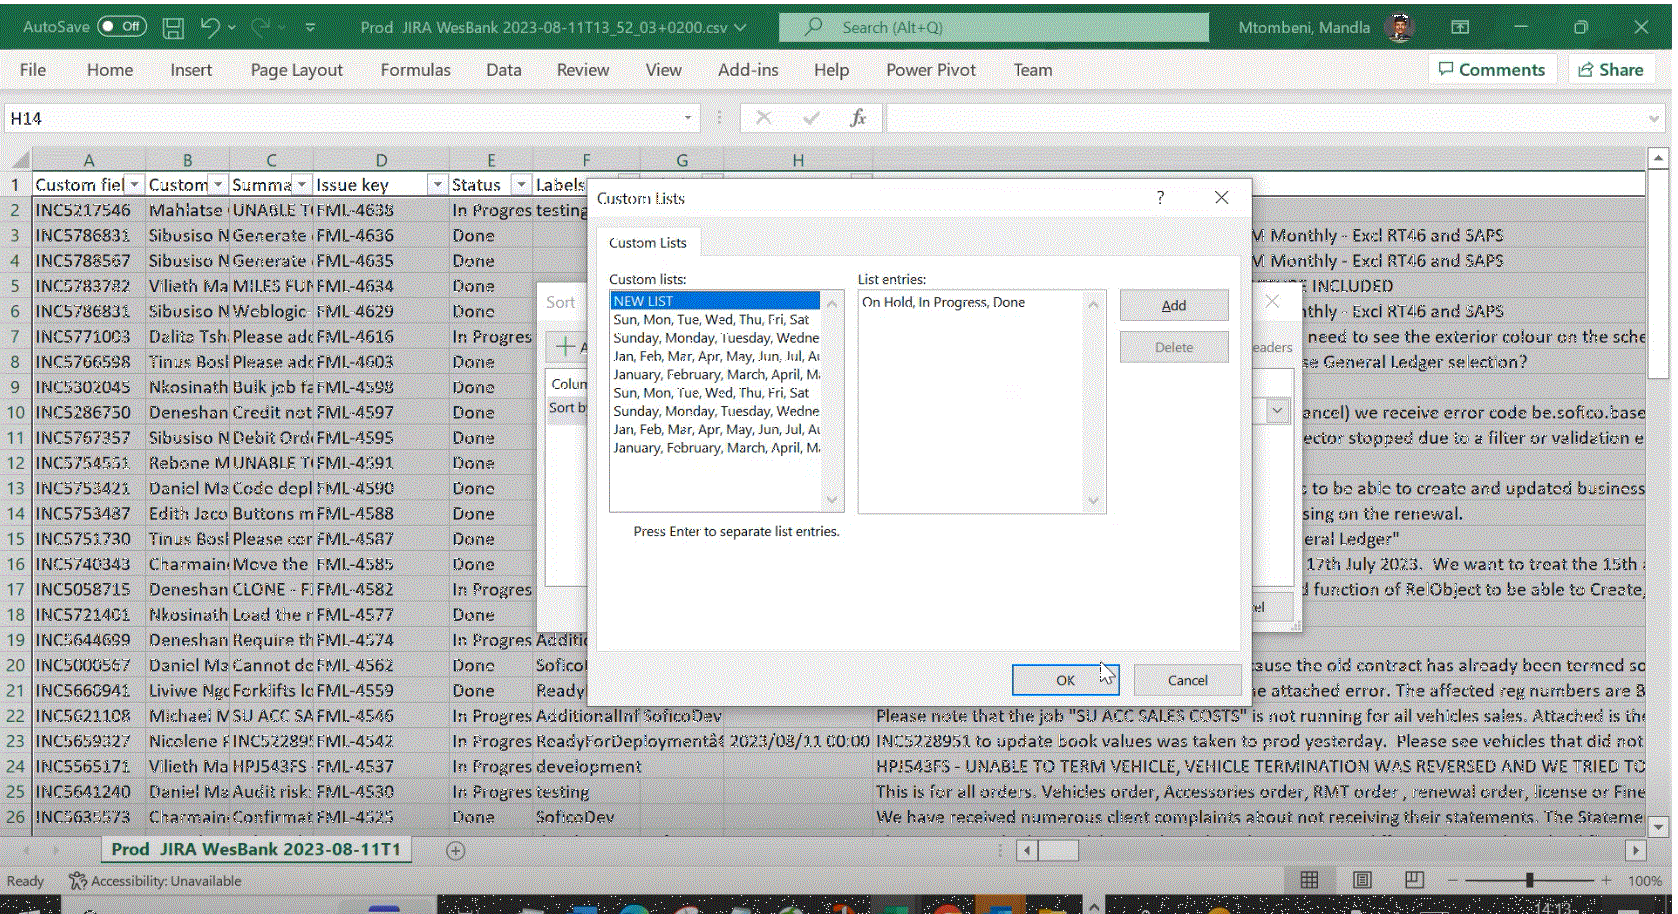 AutoSave Off Prod JIRA WesBank 2023-08-11T13_52_03+0200.csv Search (Alt+Q) Mtombeni, Mandla
File Home Insert Page Layout Formulas Data Review View Add-ins Help Power Pivot Team Comments Share
H14 fx
A B C D E F G H
1 Custom fiel Custom Summa Issue key Status Labels
2 INC5217546 Mahlatse UNABLE TO FML-4638 In Progres testing
3 INC5786831 Sibusiso N Generate FML-4636 Done M Monthly - Excl RT46 and SAPS
4 INC5788567 Sibusiso N Generate FML-4635 Done M Monthly - Excl RT46 and SAPS
5 INC5783782 Vilieth Ma MILES FUN FML-4634 Done INCLUDED
6 INC5786831 Sibusiso N Weblogic FML-4629 Done Monthly - Excl RT46 and SAPS
7 INC5771003 Dalita Tsh Please add FML-4616 In Progres need to see the exterior colour on the sche
8 INC5766598 Tinus Bosl Please add FML-4603 Done se General Ledger selection?
9 INC5302045 Nkosinath Bulk job fa FML-4598 Done
10 INC5286750 Deneshan Credit not FML-4597 Done ancel) we receive error code be.sofico.base
11 INC5767357 Sibusiso N Debit Ord FML-4595 Done ector stopped due to a filter or validation e
12 INC5754551 Rebone M UNABLE T FML-4591 Done
13 INC5753421 Daniel Ma Code depl FML-4590 Done s to be able to create and updated business
14 INC5753487 Edith Jaco Buttons m FML-4588 Done sing on the renewal.
15 INC5751730 Tinus Bosl Please cor FML-4587 Done eral Ledger"
16 INC5740343 Charmain Move the FML-4585 Done 17th July 2023. We want to treat the 15th
17 INC5058715 Deneshan CLONE - F FML-4582 In Progres d function of RelObject to be able to Create,
18 INC5721401 Nkosinath Load the r FML-4577 Done
19 INC5644699 Deneshan Require th FML-4574 In Progres Additio
20 INC5000567 Daniel Ma Cannot de FML-4562 Done SoficoD ause the old contract has already been termed so
21 INC5660941 Liviwe Ngo Forklifts lo FML-4559 Done ReadyF e attached error. The affected reg numbers are B
22 INC5621108 Michael M SU ACC SA FML-4546 In Progres AdditionalInf SoficoDev Please note that the job "SU ACC SALES COSTS" is not running for all vehicles sales. Attached is the
23 INC5659327 Nicolene F INC52289 FML-4542 In Progres ReadyForDeploymentâ€ 2023/08/11 00:00 INC5228951 to update book values was taken to prod yesterday. Please see vehicles that did not
24 INC5565171 Vilieth Ma HPJ543FS FML-4537 In Progres development HPJ543FS - UNABLE TO TERM VEHICLE, VEHICLE TERMINATION WAS REVERSED AND WE TRIED TO
25 INC5641240 Daniel Ma Audit risk: FML-4530 In Progres testing This is for all orders. Vehicles order, Accessories order, RMT order , renewal order, license or Fine
26 INC5635573 Charmain Confirmat FML-4525 Done SoficoDev We have received numerous client complaints about not receiving their statements. The Stateme
Sort
Colum
Sort b
eaders
Custom Lists ?
Custom Lists
Custom lists:
NEW LIST
Sun, Mon, Tue, Wed, Thu, Fri, Sat
Sunday, Monday, Tuesday, Wedne
Jan, Feb, Mar, Apr, May, Jun, Jul, Au
January, February, March, April, M
Sun, Mon, Tue, Wed, Thu, Fri, Sat
Sunday, Monday, Tuesday, Wedne
Jan, Feb, Mar, Apr, May, Jun, Jul, Au
January, February, March, April, M
List entries:
On Hold, In Progress, Done
Add
Delete
Press Enter to separate list entries.
OK Cancel
Prod JIRA WesBank 2023-08-11T1
Ready Accessibility: Unavailable 100%
14:13